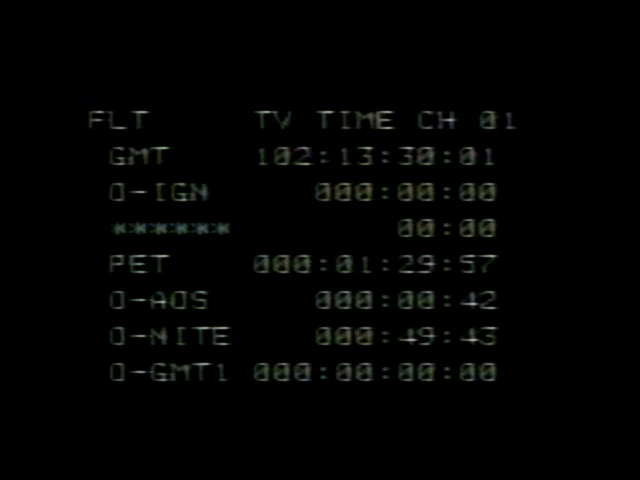 FLT TV TIME CH 01
GMT 102:13:30:01
O-IGN 000:00:00
****** 00:00
PET 000:01:29:57
O-AOS 000:00:42
O-NITE 000:49:43
O-GMT1 000:00:00:00